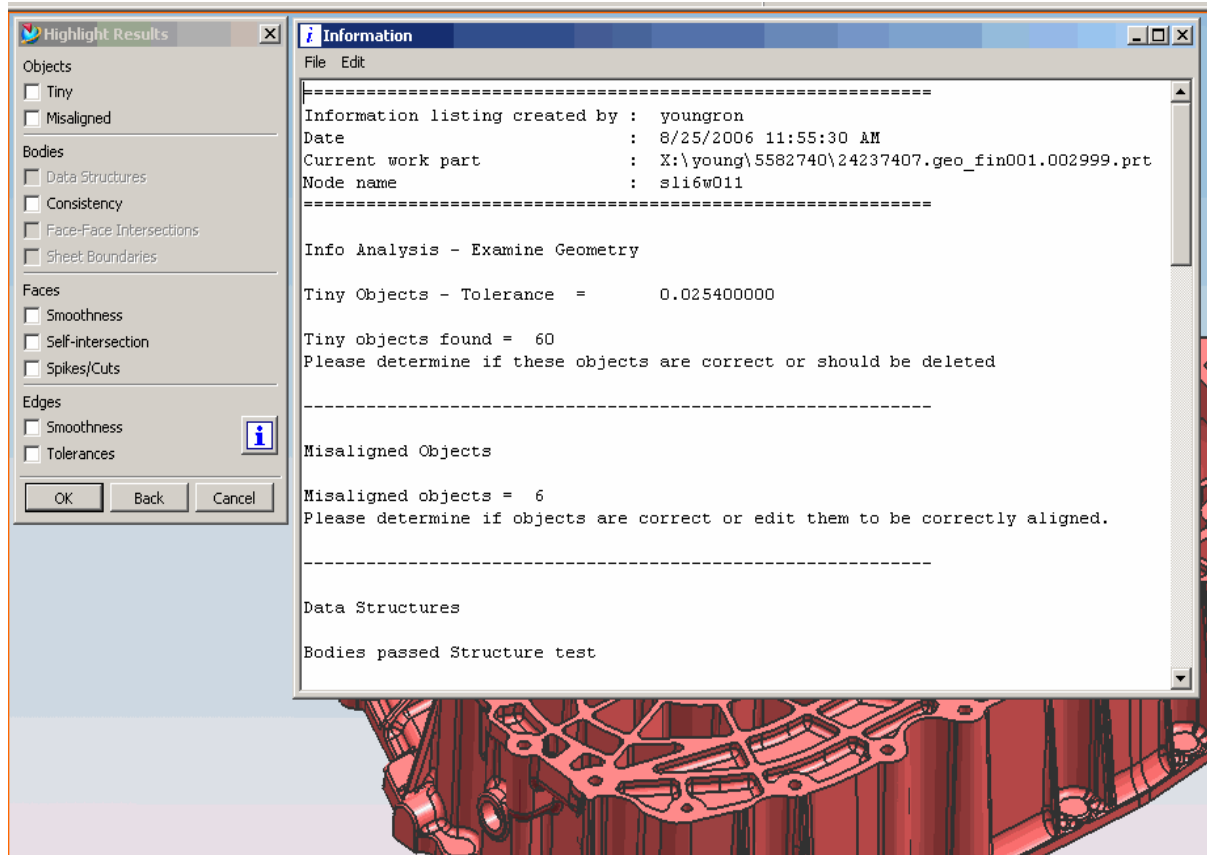 Highlight Results
Objects
Tiny
Misaligned
Bodies
Data Structures
Consistency
Face-Face Intersections
Sheet Boundaries
Faces
Smoothness
Self-intersection
Spikes/Cuts
Edges
Smoothness
Tolerances
OK Back Cancel
Information
File Edit
============================================================
Information listing created by : youngron
Date : 8/25/2006 11:55:30 AM
Current work part : X:\young\5582740\24237407.geo_fin001.002999.prt
Node name : sli6w011
============================================================
Info Analysis - Examine Geometry
Tiny Objects - Tolerance = 0.025400000
Tiny objects found = 60
Please determine if these objects are correct or should be deleted
------------------------------------------------------------
Misaligned Objects
Misaligned objects = 6
Please determine if objects are correct or edit them to be correctly aligned.
------------------------------------------------------------
Data Structures
Bodies passed Structure test